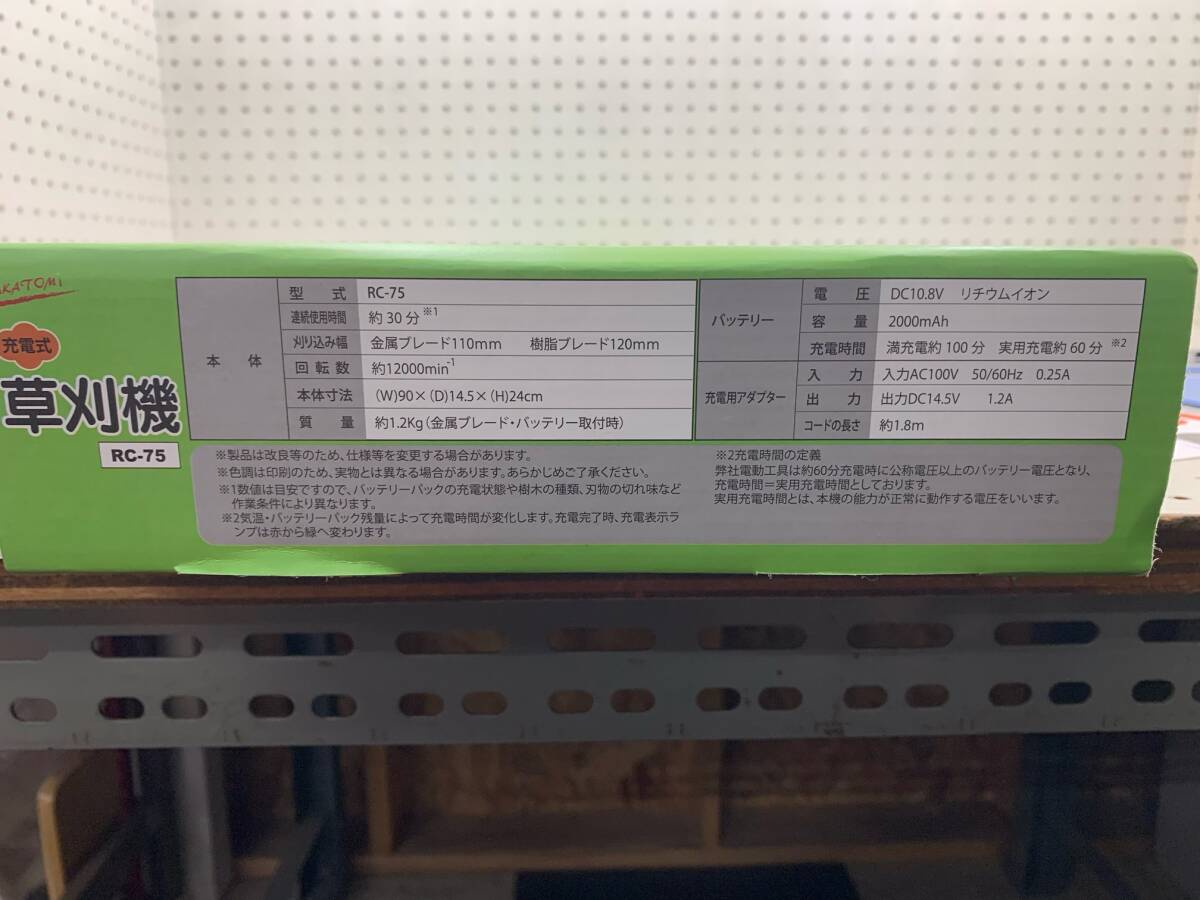 AKATOMI
充電式
草刈機
RC-75
本体
型式 RC-75
連続使用時間 約30分※1
刈り込み幅 金属ブレード110mm 樹脂ブレード120mm
回転数 約12000min-1
本体寸法 (W)90×(D)14.5×(H)24cm
質量 約1.2Kg(金属ブレード・バッテリー取付時)
バッテリー
電圧 DC10.8V リチウムイオン
容量 2000mAh
充電時間 満充電約100分 実用充電約60分※2
充電用アダプター
入力 入力AC100V 50/60Hz 0.25A
出力 出力DC14.5V 1.2A
コードの長さ 約1.8m
※製品は改良等のため、仕様等を変更する場合があります。
※色調は印刷のため、実物とは異なる場合があります。あらかじめご了承ください。
※1数値は目安ですので、バッテリーパックの充電状態や樹木の種類、刃物の切れ味など
作業条件により異なります。
※2気温・バッテリーパック残量によって充電時間が変化します。充電完了時、充電表示ラ
ンプは赤から緑へ変わります。
※2充電時間の定義
弊社電動工具は約60分充電時に公称電圧以上のバッテリー電圧となり、
充電時間=実用充電時間としております。
実用充電時間とは、本機の能力が正常に動作する電圧をいいます。